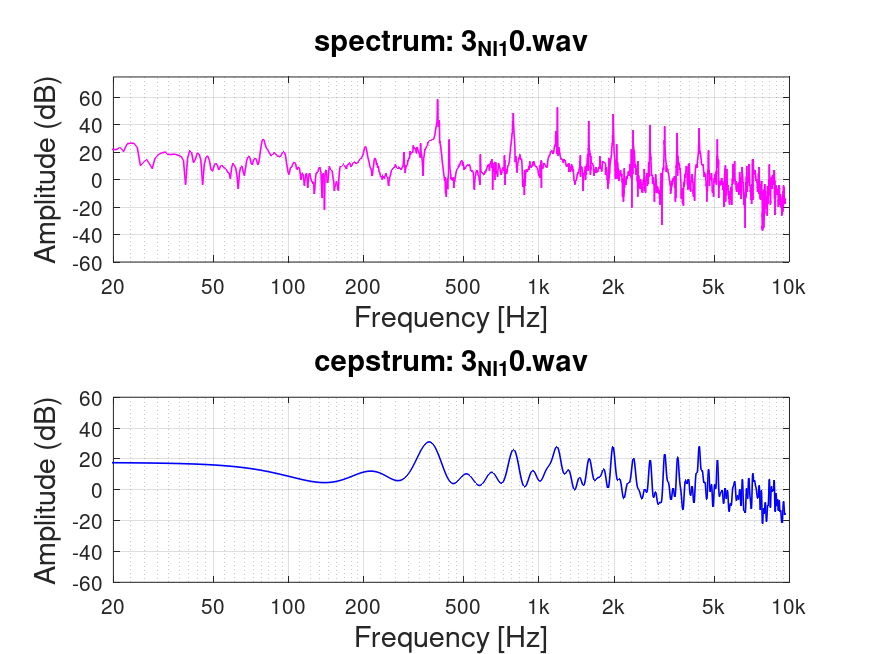 spectrum: 3NI10.wav
Amplitude (dB)
60
40
20
0
-20
-40
-60
20 50 100 200 500 1k 2k 5k 10k
Frequency [Hz]
cepstrum: 3NI10.wav
Amplitude (dB)
60
40
20
0
-20
-40
-60
20 50 100 200 500 1k 2k 5k 10k
Frequency [Hz]